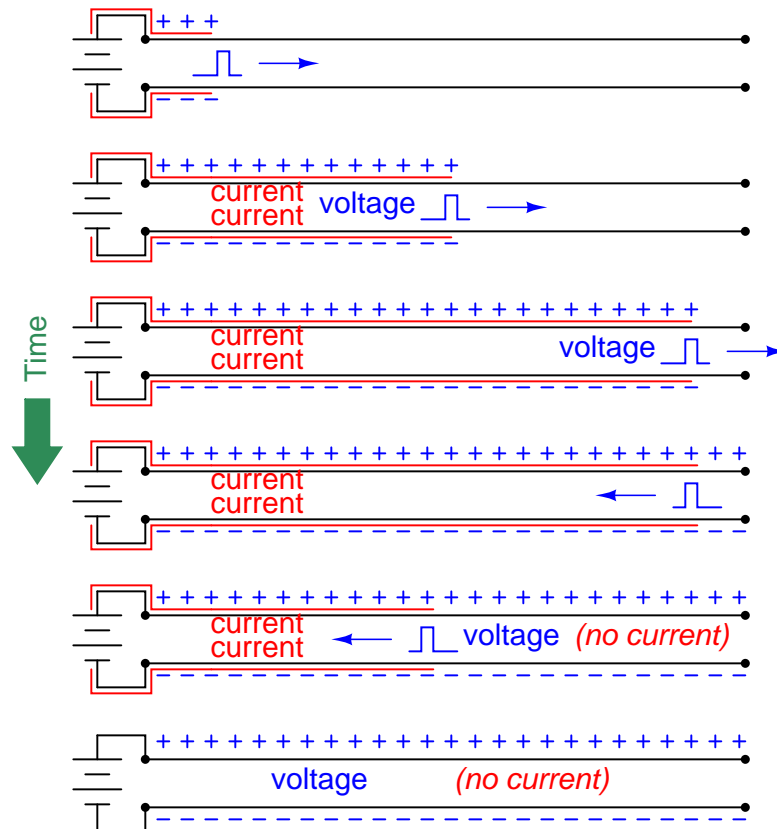 + + +
– – –
+ + + + + + + + + + + + +
current
current voltage
– – – – – – – – – – – – –
+ + + + + + + + + + + + + + + + + + + + + + +
current
current
voltage
– – – – – – – – – – – – – – – – – – – – – – –
Time
+ + + + + + + + + + + + + + + + + + + + + + + + +
current
current
– – – – – – – – – – – – – – – – – – – – – – – – –
+ + + + + + + + + + + + + + + + + + + + + + + + +
current
current
voltage (no current)
– – – – – – – – – – – – – – – – – – – – – – – – –
+ + + + + + + + + + + + + + + + + + + + + + + + +
voltage (no current)
– – – – – – – – – – – – – – – – – – – – – – – – –